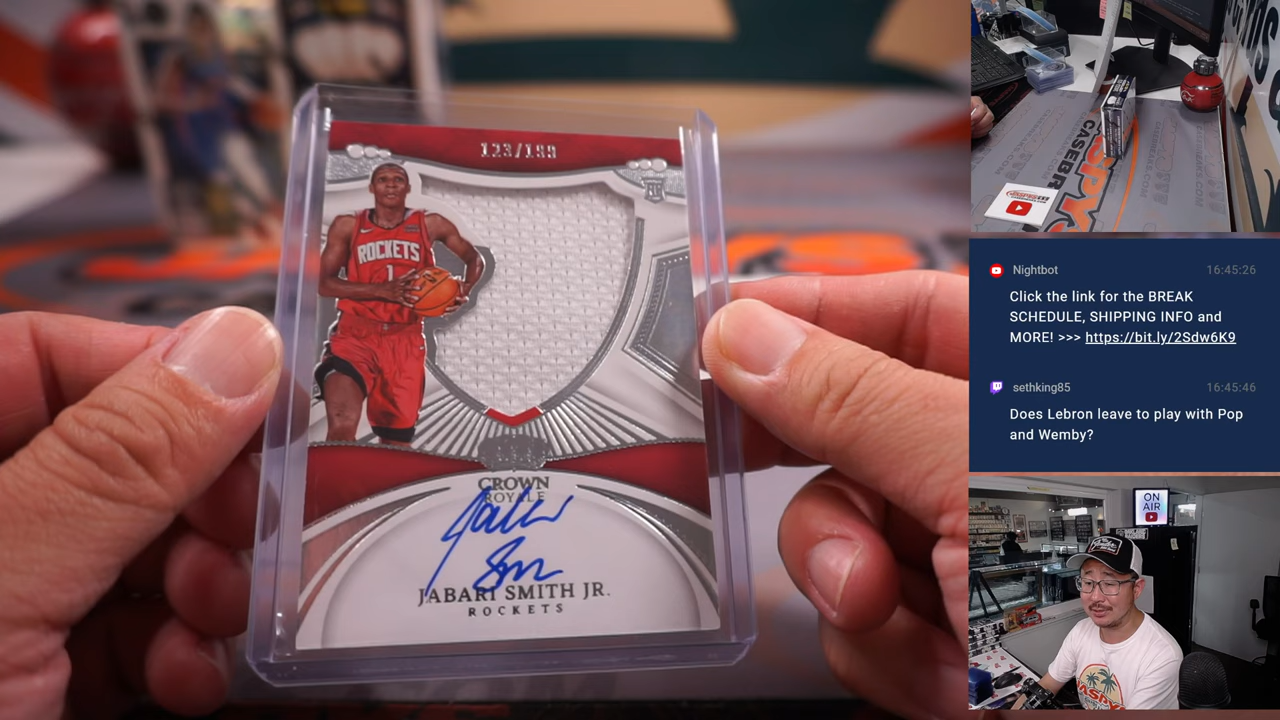 123/199
RC
ROCKETS
1
CROWN
ROYALE
JABARI SMITH JR.
ROCKETS
CASEBR
Nightbot 16:45:26
Click the link for the BREAK
SCHEDULE, SHIPPING INFO and
MORE! >>> https://bit.ly/2Sdw6K9
sethking85 16:45:46
Does Lebron leave to play with Pop
and Wemby?
ON
AIR